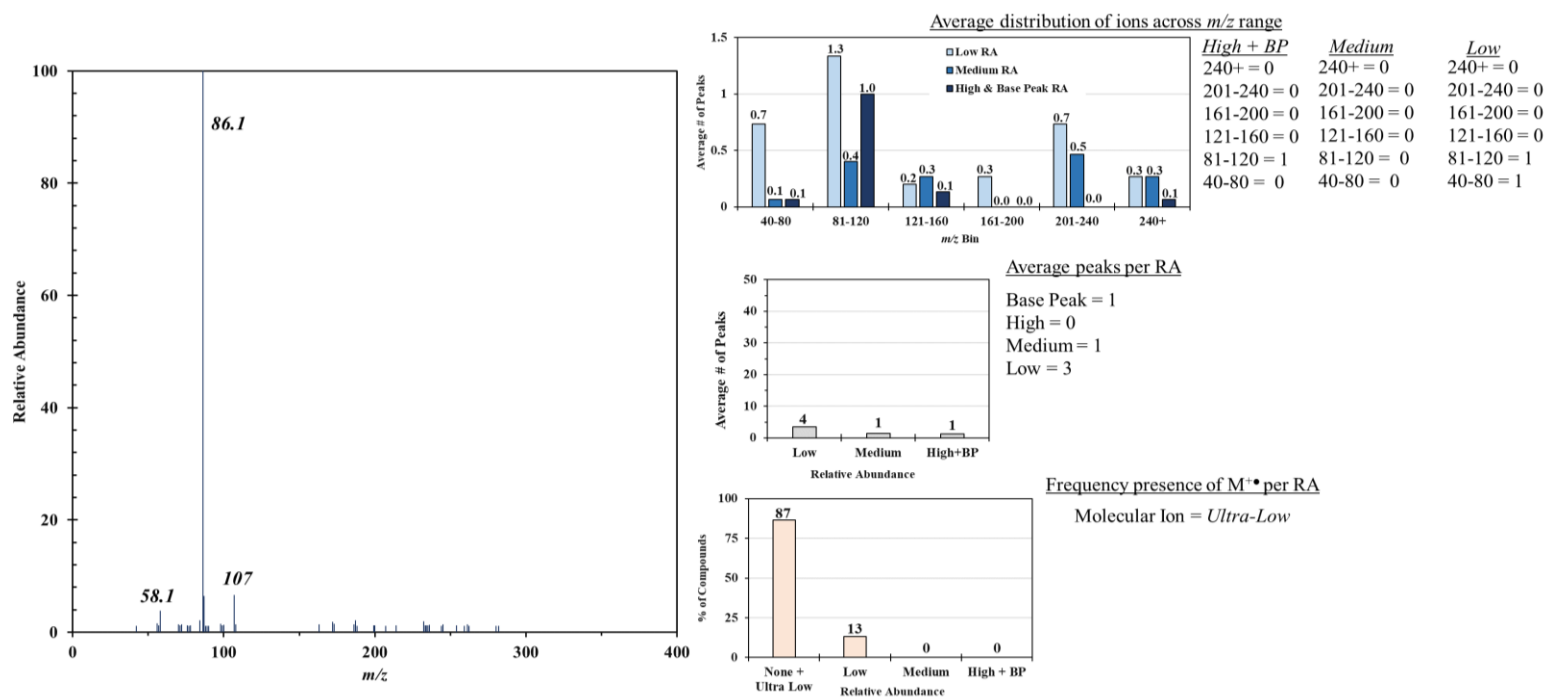 100
80
60
40
20
0
0
100
200
300
400
Relative Abundance
m/z
86.1
58.1
107
Average distribution of ions across m/z range
1.5
1
0.5
0
Average # of Peaks
Low RA
Medium RA
High & Base Peak RA
0.7
0.1
0.1
1.3
0.4
1.0
0.2
0.3
0.1
0.3
0.0
0.0
0.7
0.5
0.0
0.3
0.3
0.1
40-80
81-120
121-160
161-200
201-240
240+
m/z Bin
High + BP
240+ = 0
201-240 = 0
161-200 = 0
121-160 = 0
81-120 = 1
40-80 = 0
Medium
240+ = 0
201-240 = 0
161-200 = 0
121-160 = 0
81-120 = 0
40-80 = 0
Low
240+ = 0
201-240 = 0
161-200 = 0
121-160 = 0
81-120 = 1
40-80 = 1
50
40
30
20
10
0
Average # of Peaks
4
1
1
Low
Medium
High+BP
Relative Abundance
Average peaks per RA
Base Peak = 1
High = 0
Medium = 1
Low = 3
100
75
50
25
0
% of Compounds
87
13
0
0
None +
Ultra Low
Low
Medium
High + BP
Relative Abundance
Frequency presence of M⁺• per RA
Molecular Ion = Ultra-Low